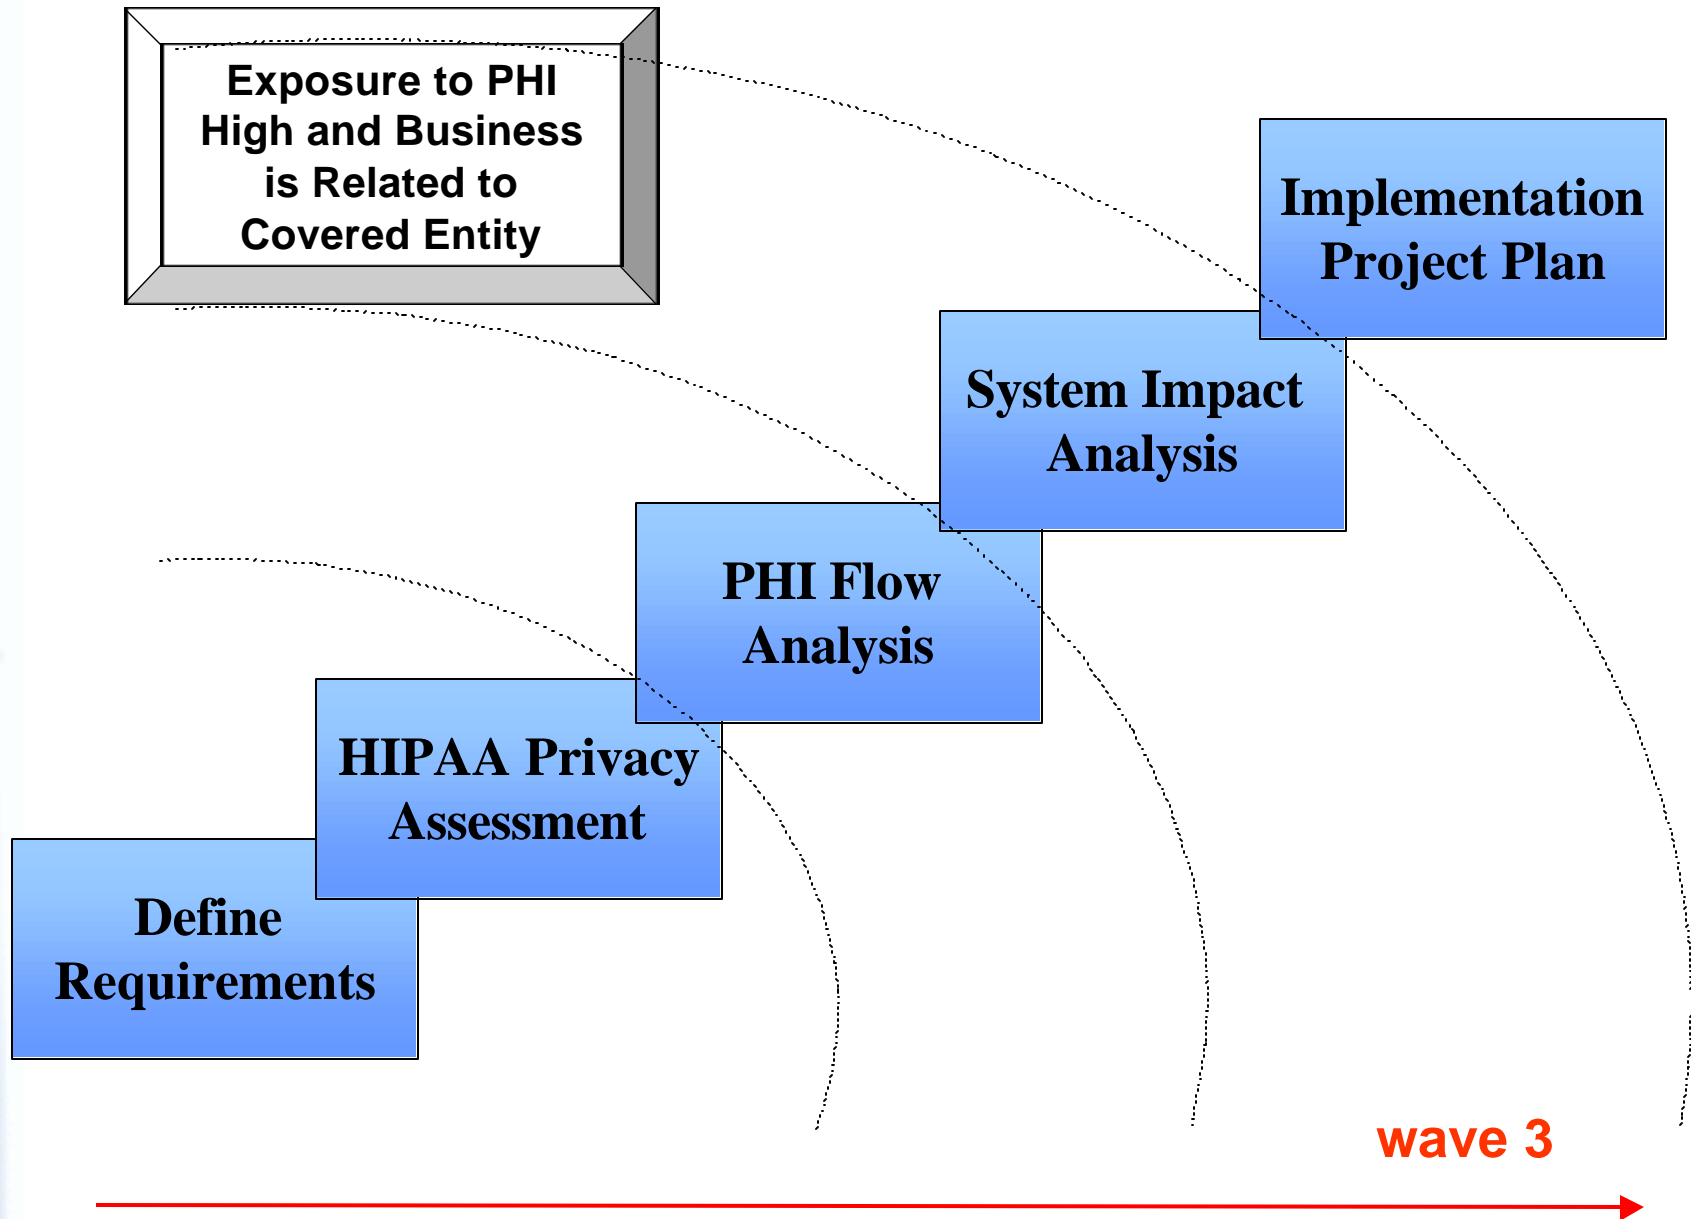 Exposure to PHI
High and Business
is Related to
Covered Entity
Implementation
Project Plan
System Impact
Analysis
PHI Flow
Analysis
HIPAA Privacy
Assessment
Define
Requirements
wave 3